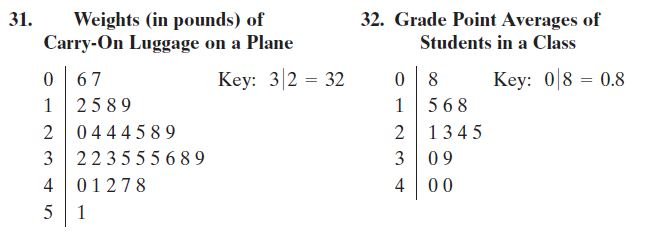 31. Weights (in pounds) of
Carry-On Luggage on a Plane
0 | 6 7 Key: 3|2 = 32
1 | 2 5 8 9
2 | 0 4 4 4 5 8 9
3 | 2 2 3 5 5 5 6 8 9
4 | 0 1 2 7 8
5 | 1
32. Grade Point Averages of
Students in a Class
0 | 8 Key: 0|8 = 0.8
1 | 5 6 8
2 | 1 3 4 5
3 | 0 9
4 | 0 0